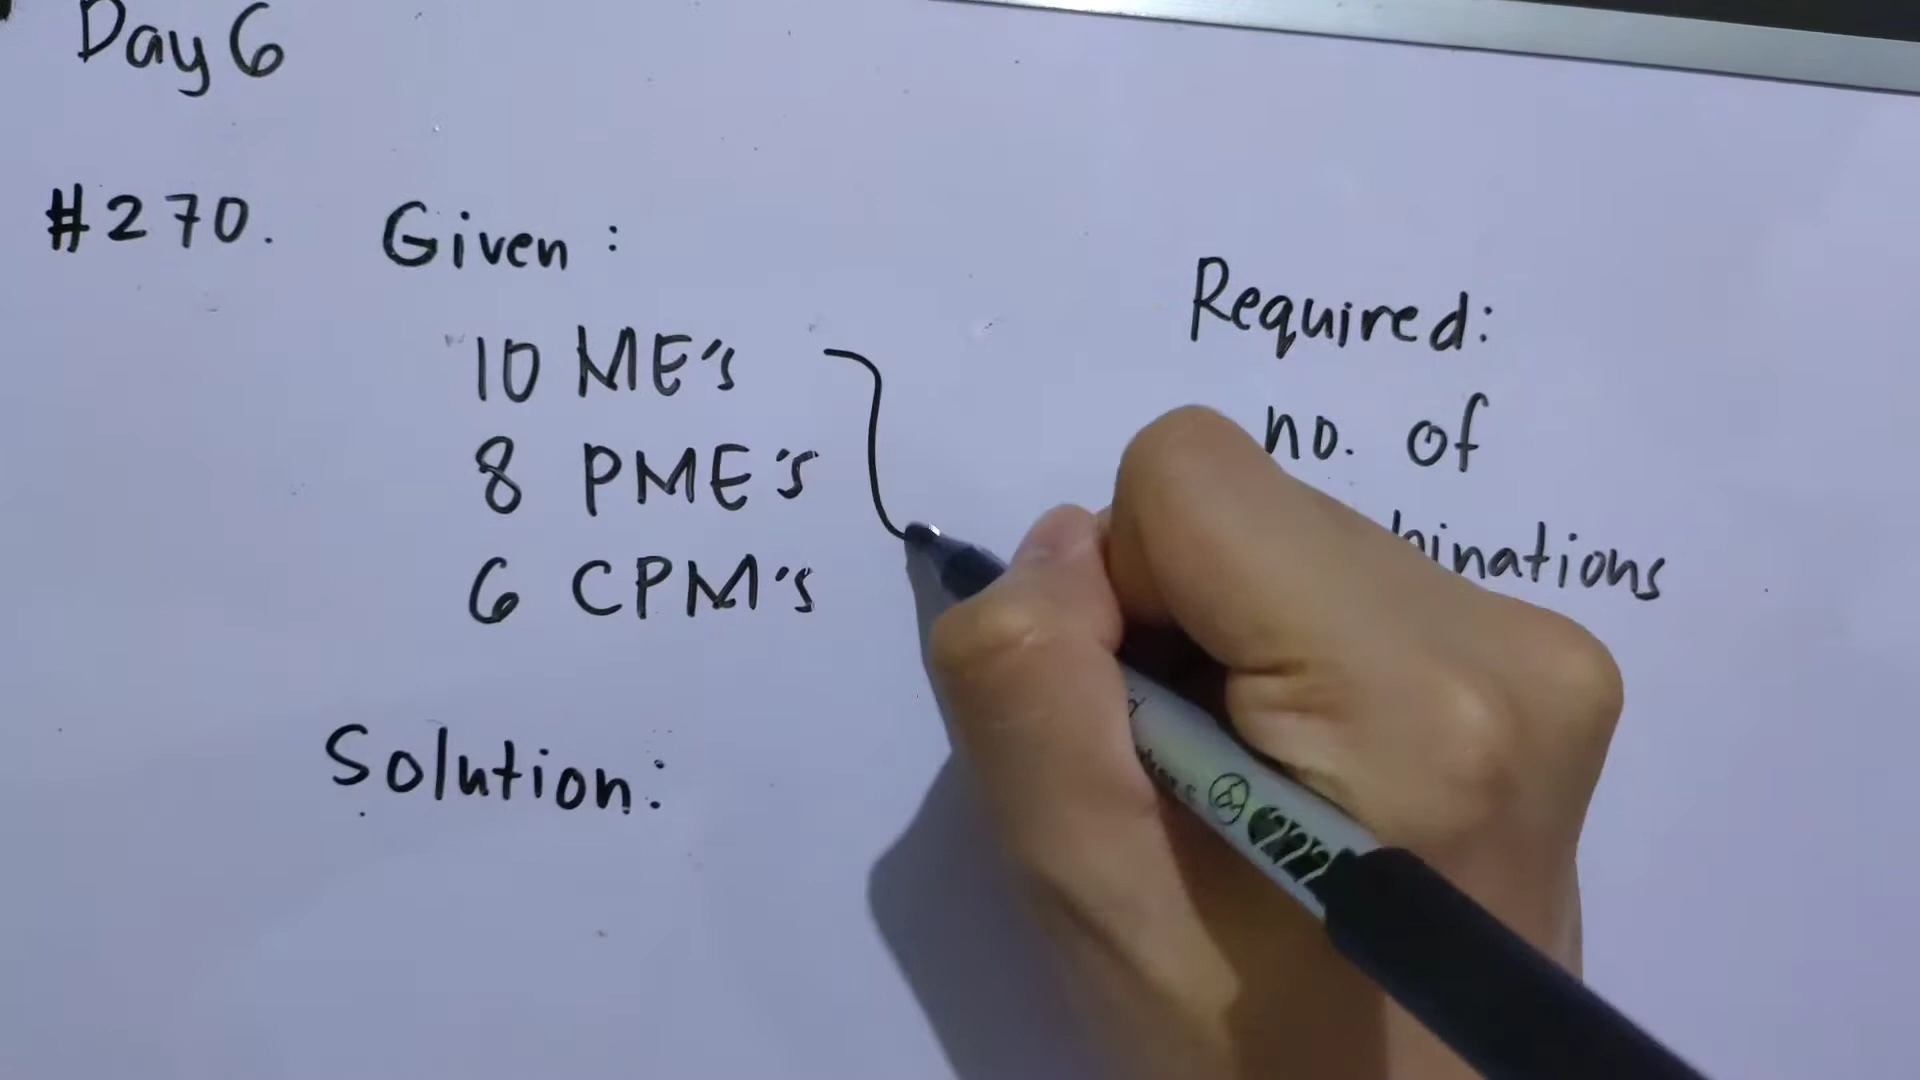 Day 6
#270. Given:
10 ME's
8 PME's
6 CPM's
Required:
no. of
Solution: